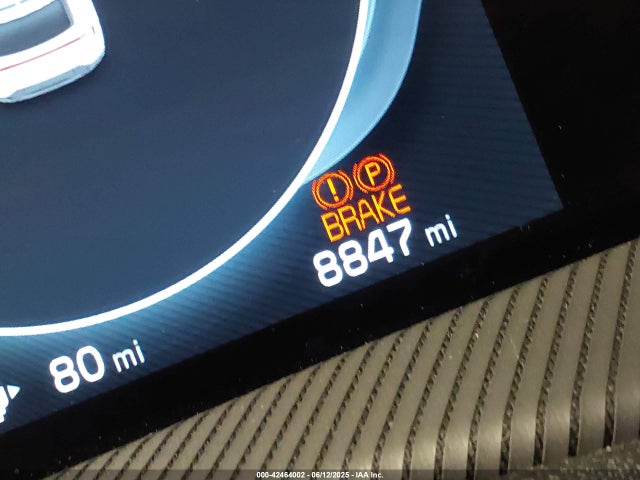 (!) (P)
BRAKE
8847 mi
80 mi
000-42464002 - 06/12/2025 - IAA Inc.